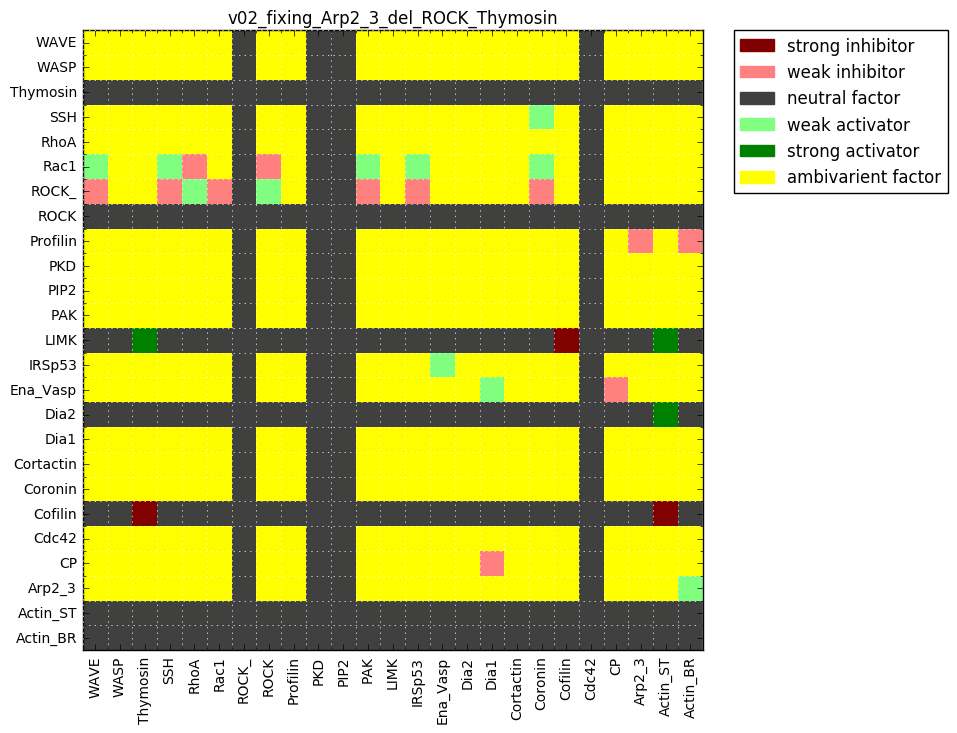 v02_fixing_Arp2_3_del_ROCK_Thymosin
WAVE
WASP
Thymosin
SSH
RhoA
Rac1
ROCK_
ROCK
Profilin
PKD
PIP2
PAK
LIMK
IRSp53
Ena_Vasp
Dia2
Dia1
Cortactin
Coronin
Cofilin
Cdc42
CP
Arp2_3
Actin_ST
Actin_BR
WAVE
WASP
Thymosin
SSH
RhoA
Rac1
ROCK_
ROCK
Profilin
PKD
PIP2
PAK
LIMK
IRSp53
Ena_Vasp
Dia2
Dia1
Cortactin
Coronin
Cofilin
Cdc42
CP
Arp2_3
Actin_ST
Actin_BR
strong inhibitor
weak inhibitor
neutral factor
weak activator
strong activator
ambivarient factor